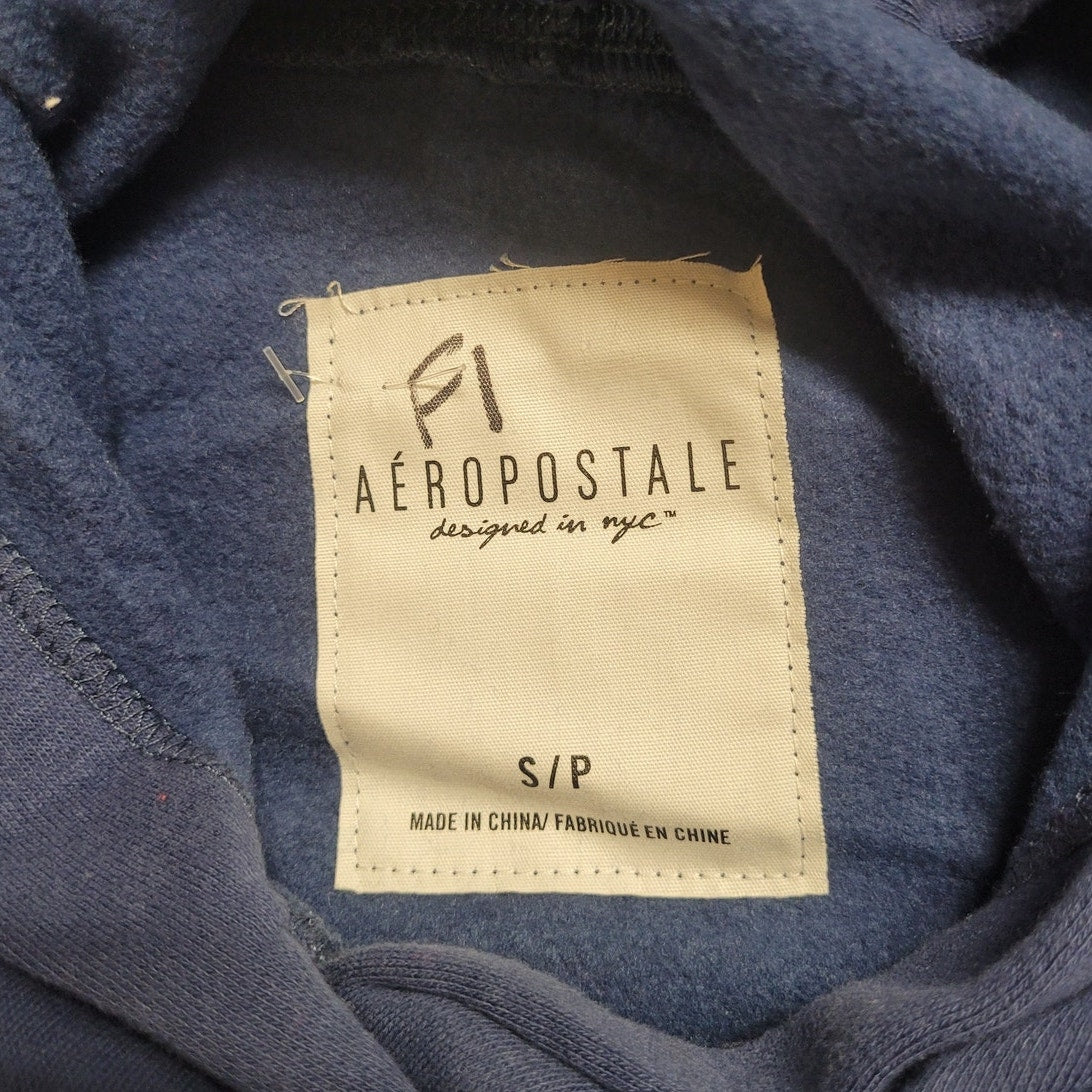 FI
AÉROPOSTALE
designed in nyc™
S/P
MADE IN CHINA/ FABRIQUÉ EN CHINE